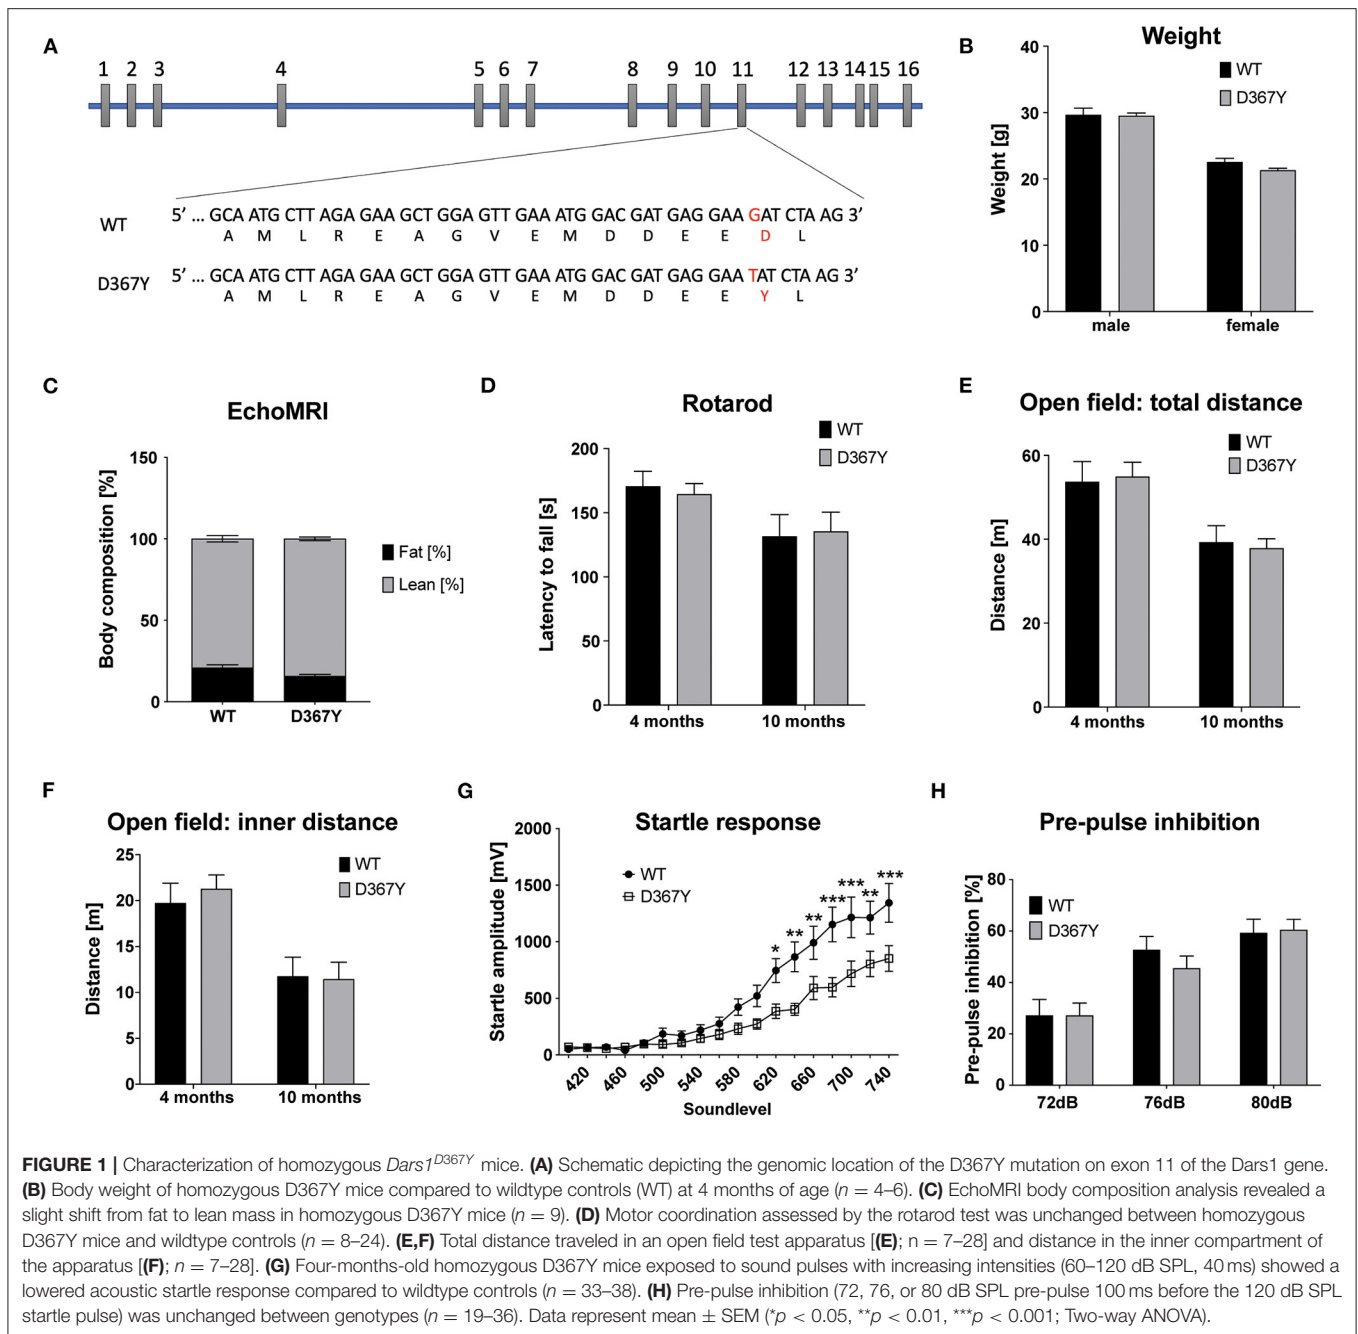 A
1 2 3 4 5 6 7 8 9 10 11 12 13 14 15 16
WT
5’ ... GCA ATG CTT AGA GAA GCT GGA GTT GAA ATG GAC GAT GAG GAA GAT CTA AG 3’
A M L R E A G V E M D D E E D L
D367Y
5’ ... GCA ATG CTT AGA GAA GCT GGA GTT GAA ATG GAC GAT GAG GAA TAT CTA AG 3’
A M L R E A G V E M D D E E Y L
B
Weight
WT
D367Y
Weight [g]
40
30
20
10
0
male female
C
EchoMRI
Body composition [%]
150
100
50
0
Fat [%]
Lean [%]
WT D367Y
D
Rotarod
WT
D367Y
Latency to fall [s]
200
150
100
50
0
4 months 10 months
E
Open field: total distance
WT
D367Y
Distance [m]
60
40
20
0
4 months 10 months
F
Open field: inner distance
WT
D367Y
Distance [m]
25
20
15
10
5
0
4 months 10 months
G
Startle response
WT
D367Y
Startle amplitude [mV]
2000
1500
1000
500
0
* ** ** *** *** ** ***
420 460 500 540 580 620 660 700 740
Soundlevel
H
Pre-pulse inhibition
WT
D367Y
Pre-pulse inhibition [%]
80
60
40
20
0
72dB 76dB 80dB
FIGURE 1 | Characterization of homozygous Dars1D367Y mice. (A) Schematic depicting the genomic location of the D367Y mutation on exon 11 of the Dars1 gene.
(B) Body weight of homozygous D367Y mice compared to wildtype controls (WT) at 4 months of age (n = 4–6). (C) EchoMRI body composition analysis revealed a
slight shift from fat to lean mass in homozygous D367Y mice (n = 9). (D) Motor coordination assessed by the rotarod test was unchanged between homozygous
D367Y mice and wildtype controls (n = 8–24). (E,F) Total distance traveled in an open field test apparatus [(E); n = 7–28] and distance in the inner compartment of
the apparatus [(F); n = 7–28]. (G) Four-months-old homozygous D367Y mice exposed to sound pulses with increasing intensities (60–120 dB SPL, 40 ms) showed a
lowered acoustic startle response compared to wildtype controls (n = 33–38). (H) Pre-pulse inhibition (72, 76, or 80 dB SPL pre-pulse 100 ms before the 120 dB SPL
startle pulse) was unchanged between genotypes (n = 19–36). Data represent mean ± SEM (*p < 0.05, **p < 0.01, ***p < 0.001; Two-way ANOVA).